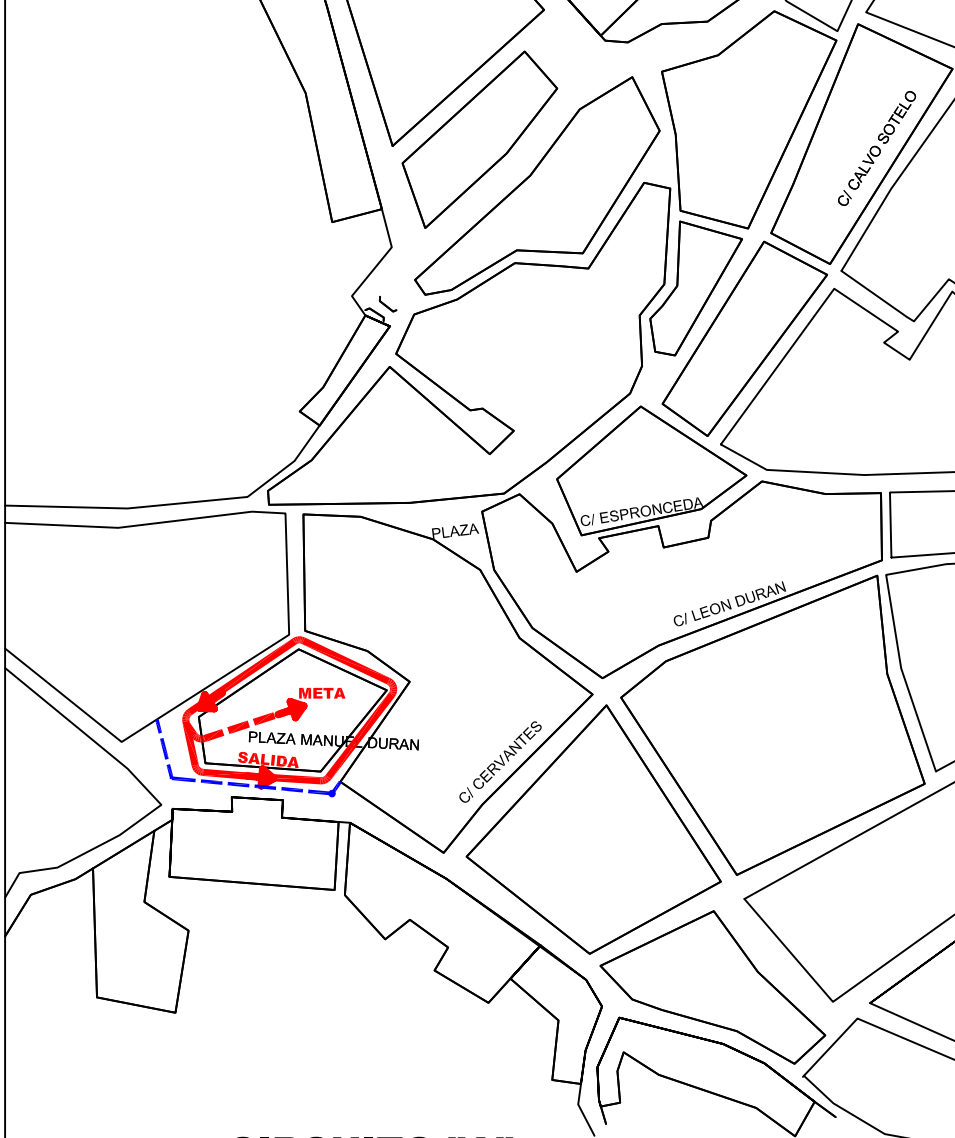 C/ CALVO SOTELO
C/ ESPRONCEDA
PLAZA
C/ LEON DURAN
META
PLAZA MANUEL DURAN
SALIDA
C/ CERVANTES